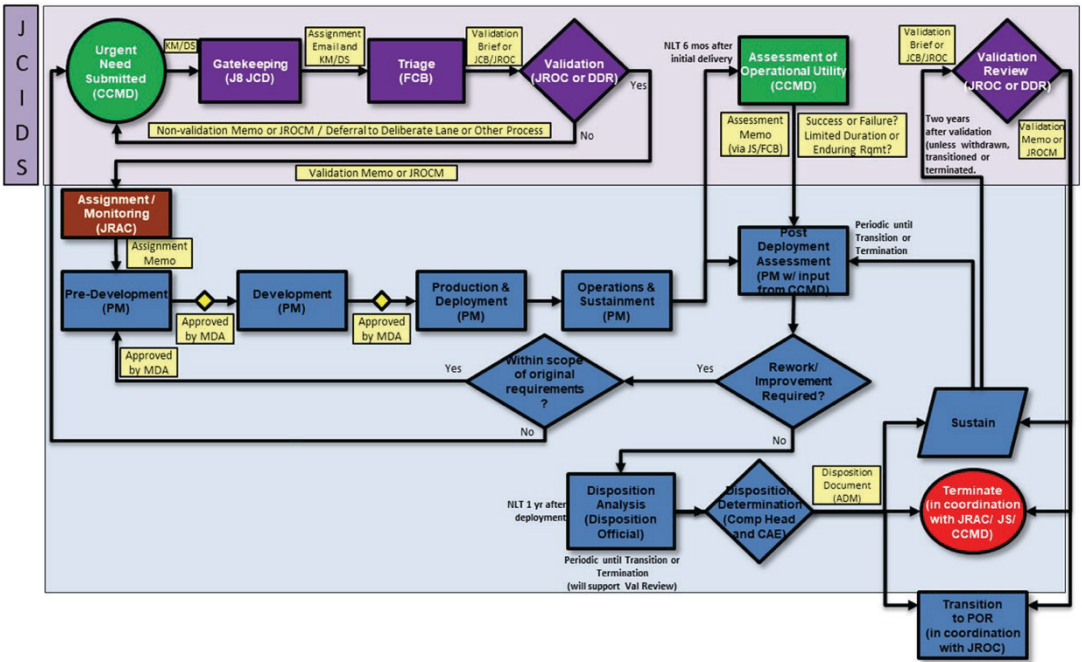 J
C
I
D
S
Urgent
Need
Submitted
(CCMD)
KM/DS
Gatekeeping
(J8 JCD)
Assignment
Email and
KM/DS
Triage
(FCB)
Validation
Brief or
JCB/JROC
Validation
(JROC or DDR)
Yes
No
Non-validation Memo or JROCM / Deferral to Deliberate Lane or Other Process
Validation Memo or JROCM
NLT 6 mos after
initial delivery
Assessment of
Operational Utility
(CCMD)
Assessment
Memo
(via JS/FCB)
Success or Failure?
Limited Duration or
Enduring Rqmt?
Validation
Brief or
JCB/JROC
Validation
Review
(JROC or DDR)
Two years
after validation
(unless withdrawn,
transitioned or
terminated.
Validation
Memo or
JROCM
Assignment /
Monitoring
(JRAC)
Assignment
Memo
Pre-Development
(PM)
Approved
by MDA
Development
(PM)
Approved
by MDA
Production &
Deployment
(PM)
Operations &
Sustainment
(PM)
Post
Deployment
Assessment
(PM w/ input
from CCMD)
Periodic until
Transition or
Termination
Approved
by MDA
Yes
Within scope
of original
requirements
?
Yes
Rework/
Improvement
Required?
No
No
Sustain
NLT 1 yr after
deployment
Disposition
Analysis
(Disposition
Official)
Periodic until Transition or
Termination
(will support Val Review)
Disposition
Determination
(Comp Head
and CAE)
Disposition
Document
(ADM)
Terminate
(in coordination
with JRAC/ JS/
CCMD)
Transition
to POR
(in coordination
with JROC)